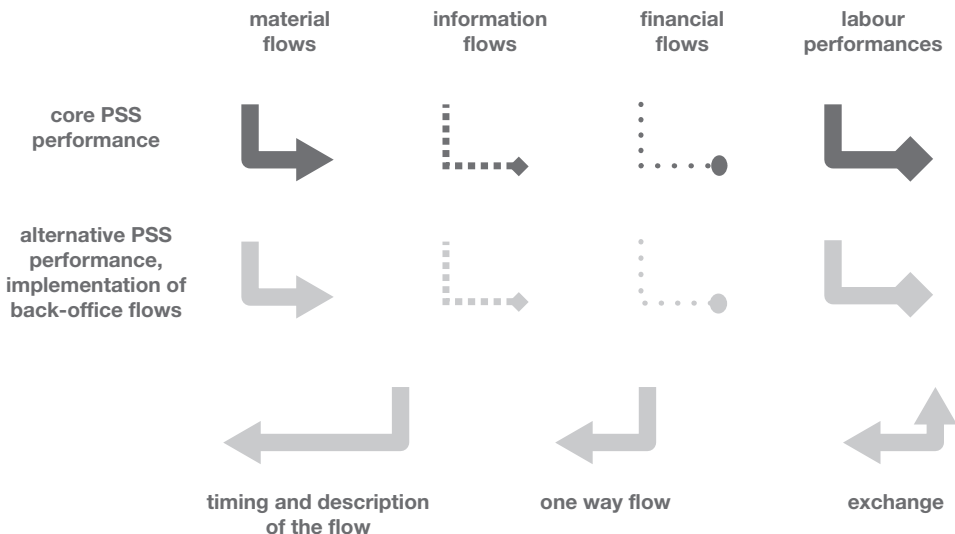 material
flows
information
flows
financial
flows
labour
performances
core PSS
performance
alternative PSS
performance,
implementation of
back-office flows
timing and description
of the flow
one way flow
exchange